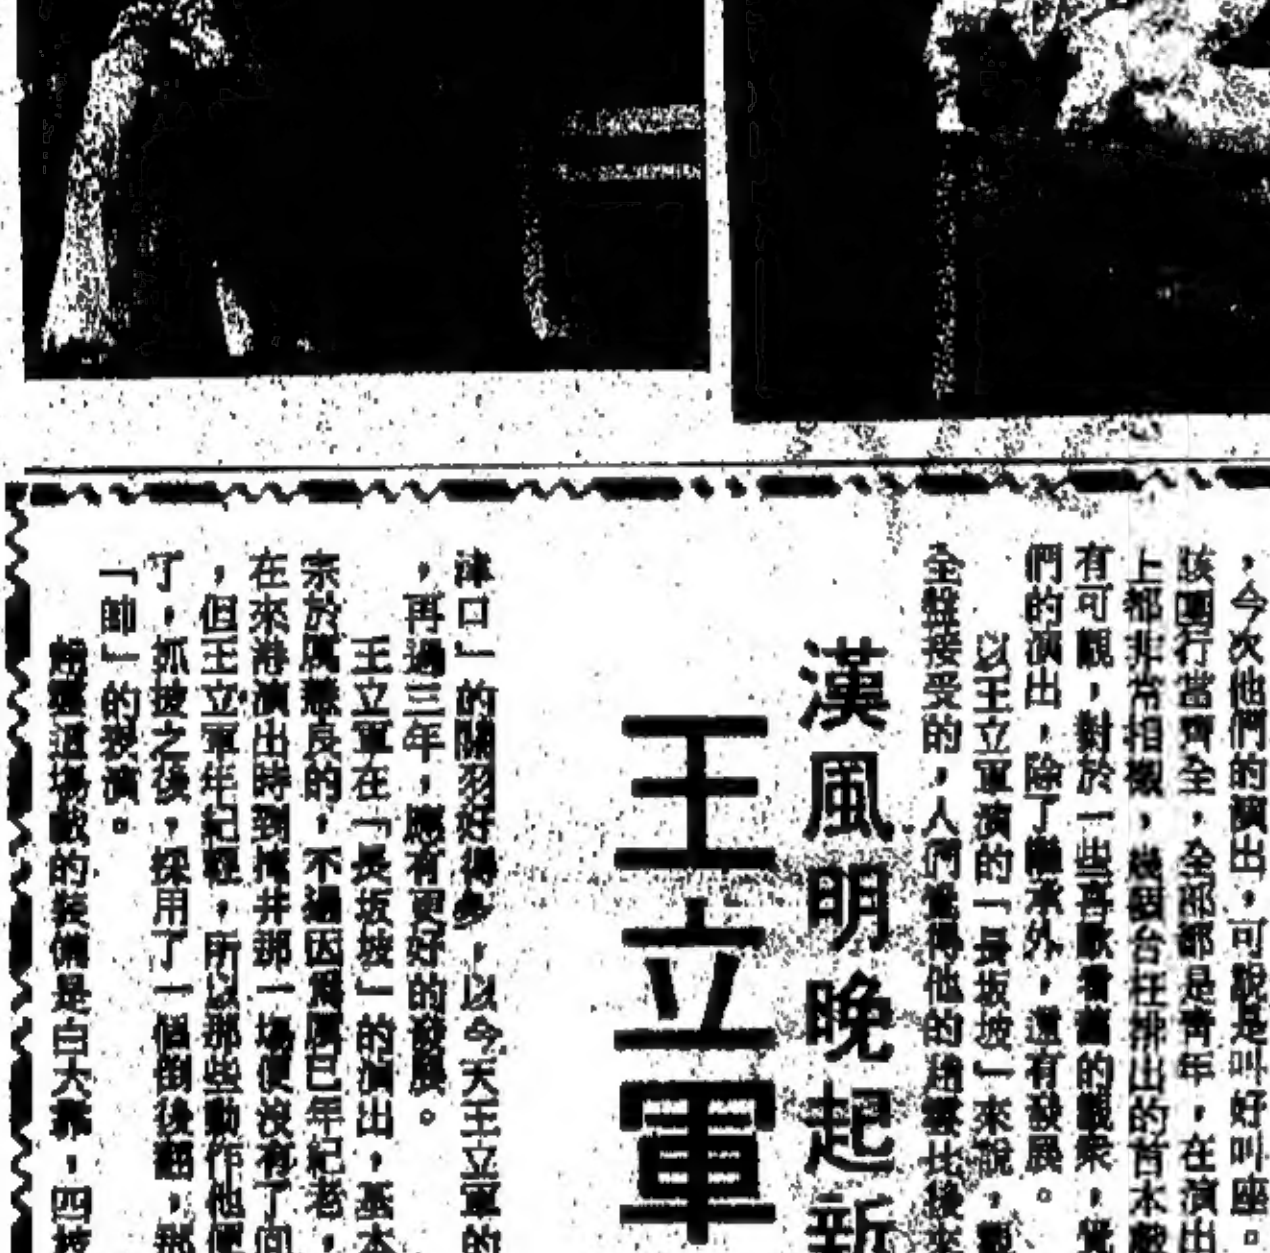 ，今次他們的演出，可說是叫好叫座。
該團行當齊全，全部都是青年，在演出
上都非常相襯，幾個台柱排出的首本戲
有可觀，對於一些喜歡看舊的觀眾，覺
們的演出，除了繼承外，還有發展。
以王立軍演的「長坂坡」來說，觀
全盤接受的，人們覺得他的趙雲比後來
漢風明晚起新
王立軍
津口」的關羽好得多，以今天王立軍的
，再過三年，應有更好的發展。
王立軍在「長坂坡」的演出，基本
宗於厲慧良的，不過因為厲已年紀老，
在來港演出時到掩井那一場便沒有了回
，但王立軍年紀輕，所以那些動作他便
了，抓披之後，採用了一個倒後翻，那
「帥」的表演。
這場戲的裝備是白大靠，四枝